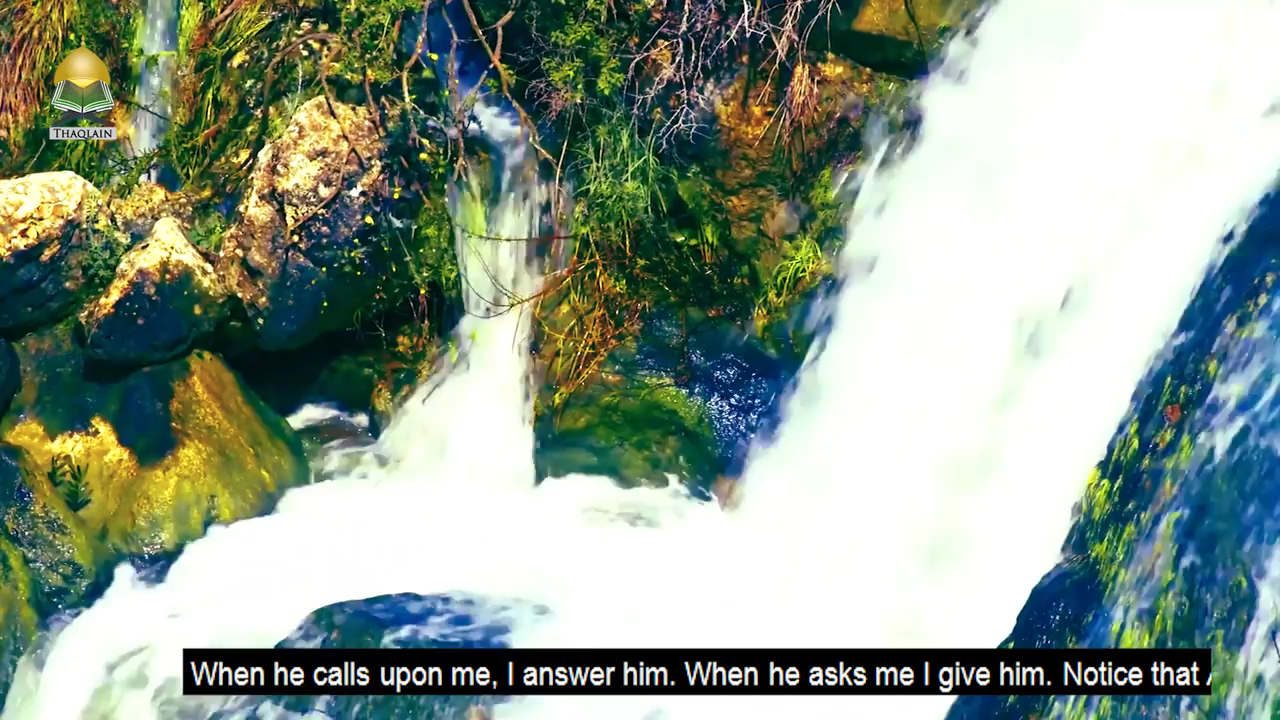 THAQLAIN
When he calls upon me, I answer him. When he asks me I give him. Notice that